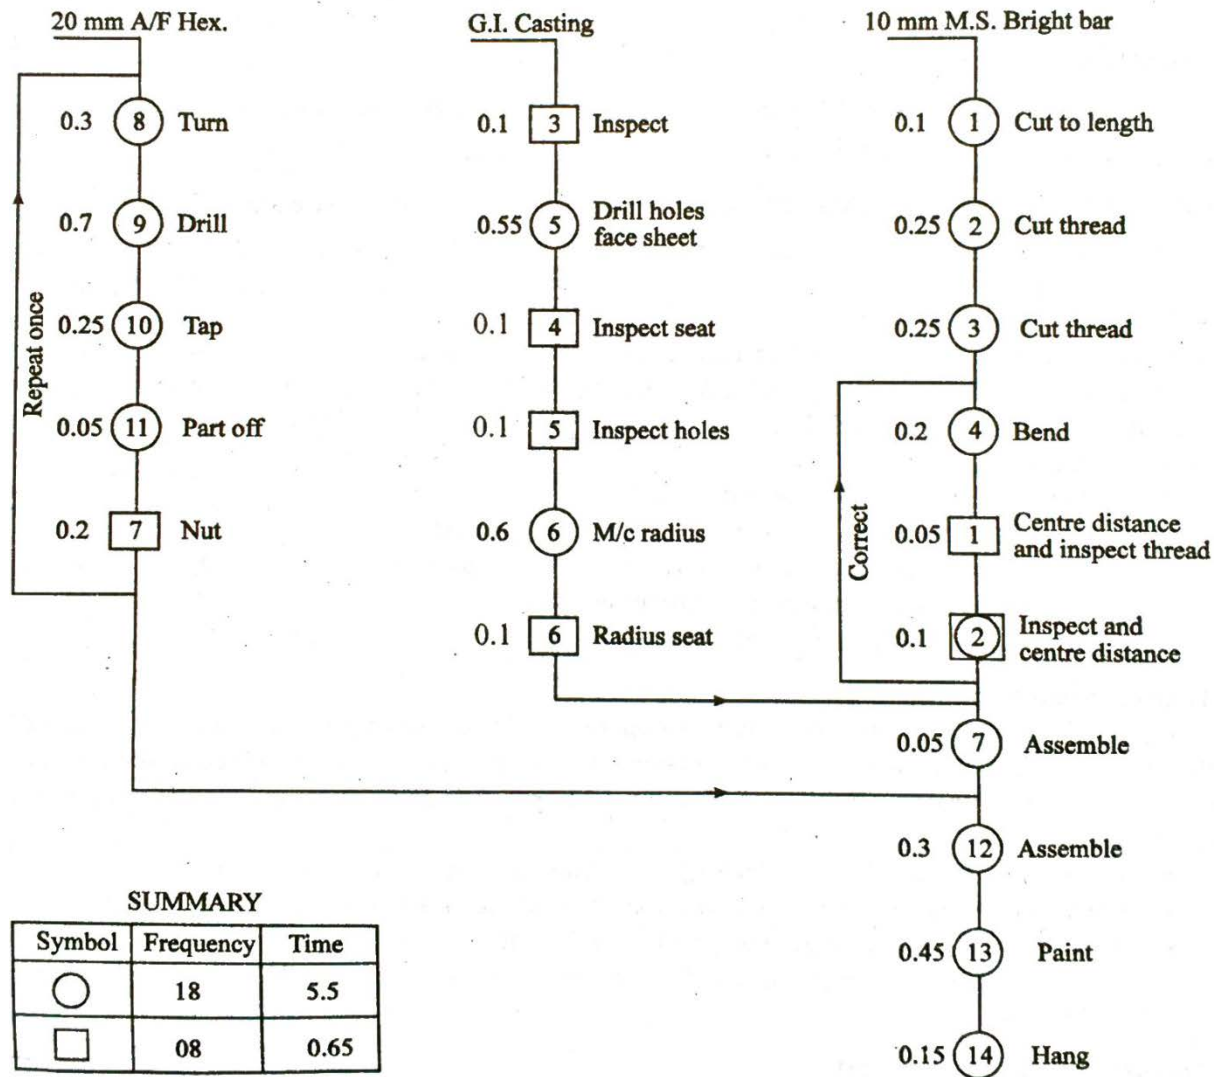 20 mm A/F Hex.
0.3 8 Turn
0.7 9 Drill
0.25 10 Tap
0.05 11 Part off
0.2 7 Nut
Repeat once
G.I. Casting
0.1 3 Inspect
0.55 5 Drill holes
face sheet
0.1 4 Inspect seat
0.1 5 Inspect holes
0.6 6 M/c radius
0.1 6 Radius seat
10 mm M.S. Bright bar
0.1 1 Cut to length
0.25 2 Cut thread
0.25 3 Cut thread
0.2 4 Bend
0.05 1 Centre distance
and inspect thread
0.1 2 Inspect and
centre distance
Correct
0.05 7 Assemble
0.3 12 Assemble
0.45 13 Paint
0.15 14 Hang
SUMMARY
Symbol Frequency Time
18 5.5
08 0.65